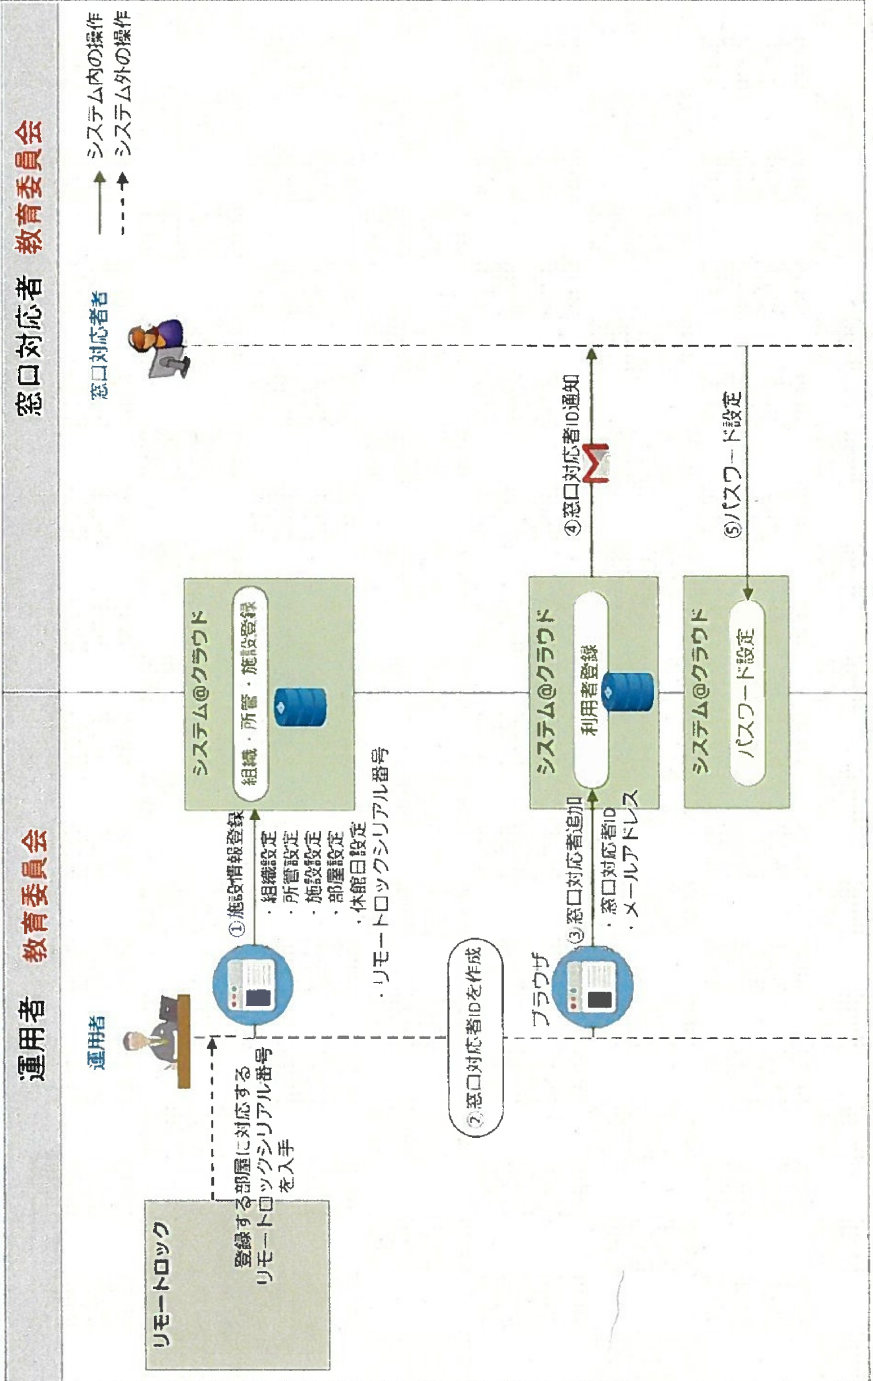 運用者 教育委員会
窓口対応者 教育委員会
システム内の操作
システム外の操作
運用者
窓口対応者者
リモートロック
登録する部屋に対応する
リモートロックシリアル番号
を入手
①施設情報登録
・組織設定
・所管設定
・施設設定
・部屋設定
・休館日設定
・リモートロックシリアル番号
システム@クラウド
組織・所管・施設登録
②窓口対応者IDを作成
ブラウザ
③窓口対応者追加
・窓口対応者ID
・メールアドレス
システム@クラウド
利用者登録
④窓口対応者ID通知
システム@クラウド
パスワード設定
⑤パスワード設定